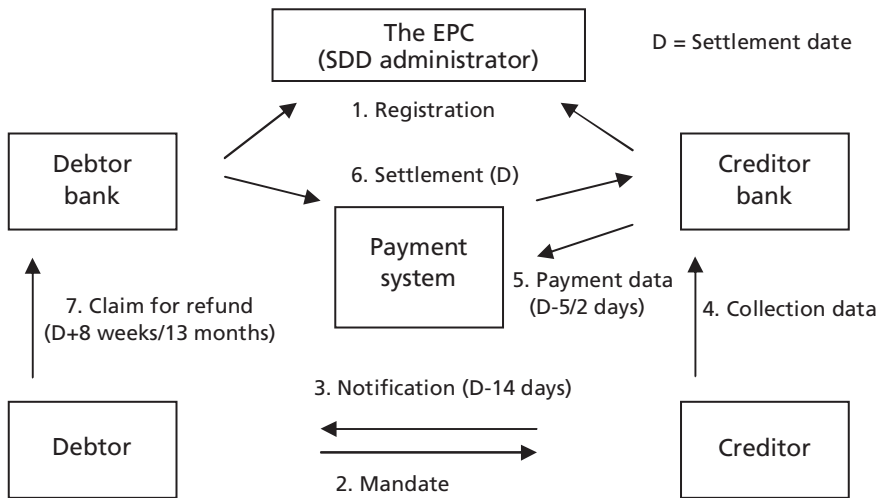 The EPC
(SDD administrator)
D = Settlement date
1. Registration
Debtor
bank
Creditor
bank
6. Settlement (D)
Payment
system
5. Payment data
(D-5/2 days)
7. Claim for refund
(D+8 weeks/13 months)
4. Collection data
3. Notification (D-14 days)
Debtor
Creditor
2. Mandate